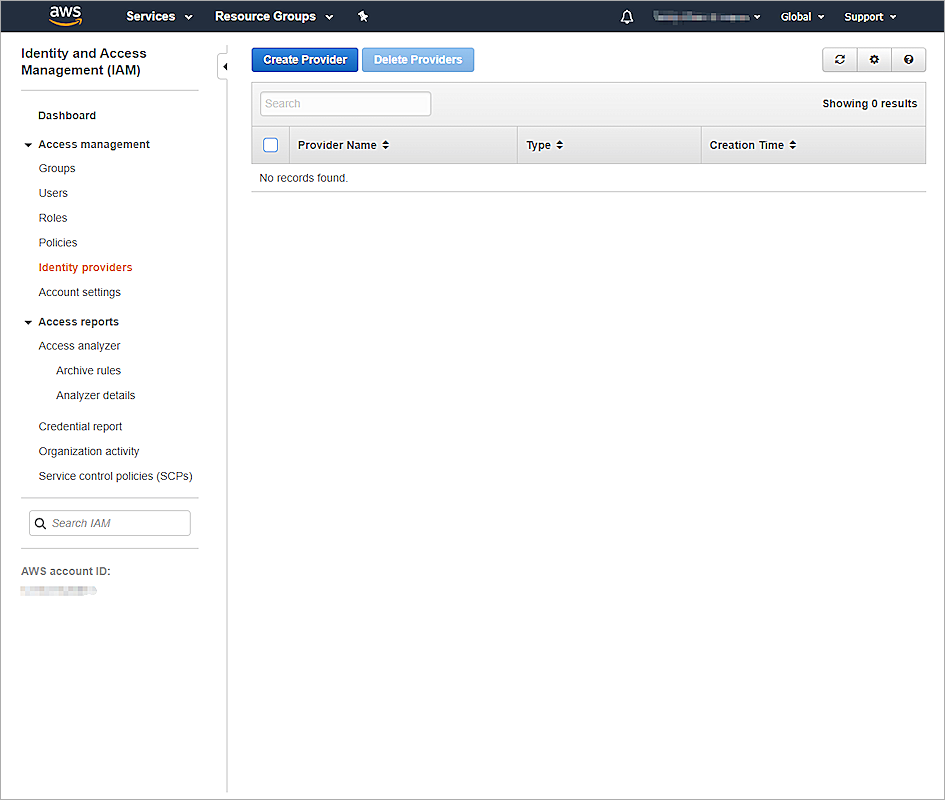 aws Services Resource Groups Global Support
Identity and Access
Management (IAM)
Dashboard
Access management
Groups
Users
Roles
Policies
Identity providers
Account settings
Access reports
Access analyzer
Archive rules
Analyzer details
Credential report
Organization activity
Service control policies (SCPs)
Search IAM
AWS account ID:
Create Provider Delete Providers
Search
Showing 0 results
Provider Name Type Creation Time
No records found.